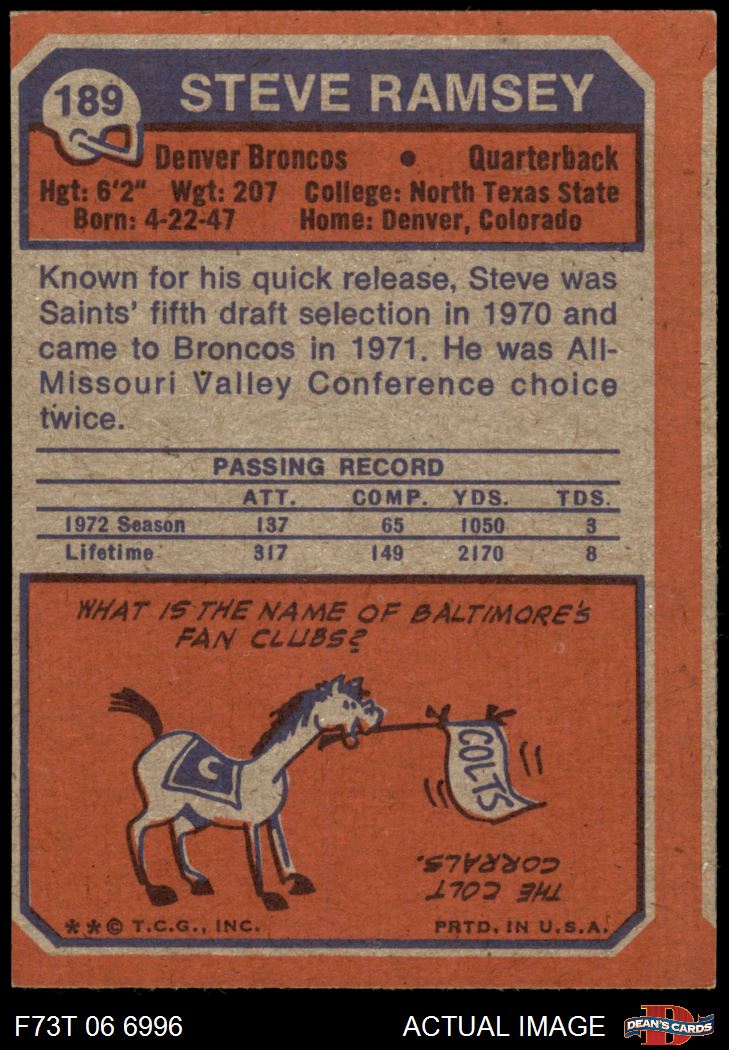 189
STEVE RAMSEY
Denver Broncos • Quarterback
Hgt: 6'2" Wgt: 207 College: North Texas State
Born: 4-22-47 Home: Denver, Colorado
Known for his quick release, Steve was
Saints' fifth draft selection in 1970 and
came to Broncos in 1971. He was All-
Missouri Valley Conference choice
twice.
PASSING RECORD
ATT. COMP. YDS. TDS.
1972 Season 137 65 1050 3
Lifetime 317 149 2170 8
WHAT IS THE NAME OF BALTIMORE'S
FAN CLUBS?
C
COLTS
THE COLT
CORRALS.
**© T.C.G., INC. PRTD. IN U.S.A.
F73T 06 6996 ACTUAL IMAGE
D
DEAN'S CARDS